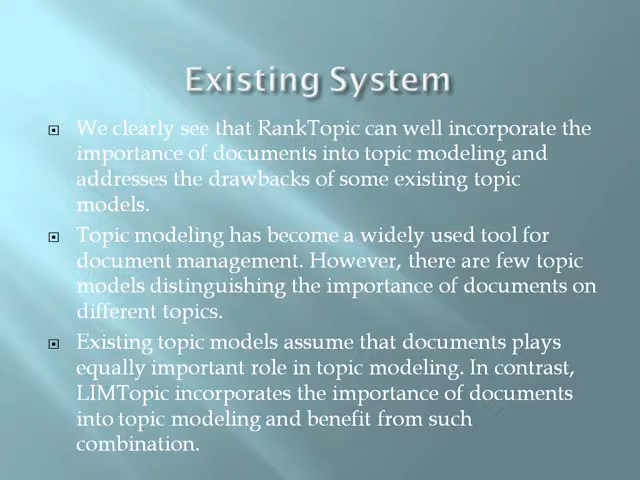 Existing System
We clearly see that RankTopic can well incorporate the
importance of documents into topic modeling and
addresses the drawbacks of some existing topic
models.
Topic modeling has become a widely used tool for
document management. However, there are few topic
models distinguishing the importance of documents on
different topics.
Existing topic models assume that documents plays
equally important role in topic modeling. In contrast,
LIMTopic incorporates the importance of documents
into topic modeling and benefit from such
combination.